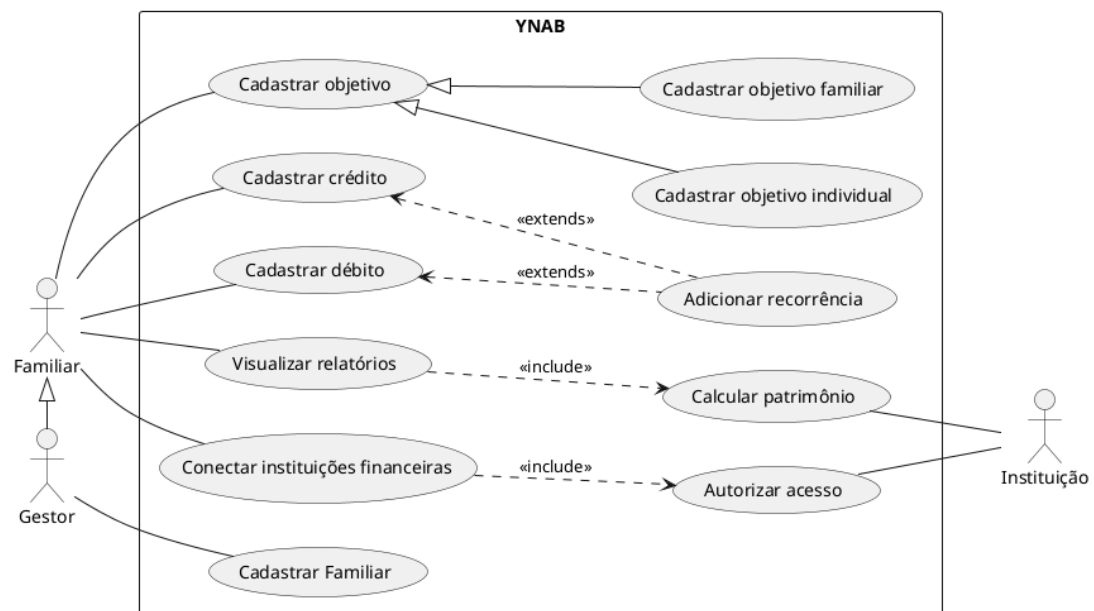 YNAB
Cadastrar objetivo
Cadastrar objetivo familiar
Cadastrar crédito
Cadastrar objetivo individual
«extends»
Cadastrar débito
«extends»
Adicionar recorrência
Familiar
Visualizar relatórios
«include»
Calcular patrimônio
Conectar instituições financeiras
«include»
Autorizar acesso
Instituição
Gestor
Cadastrar Familiar